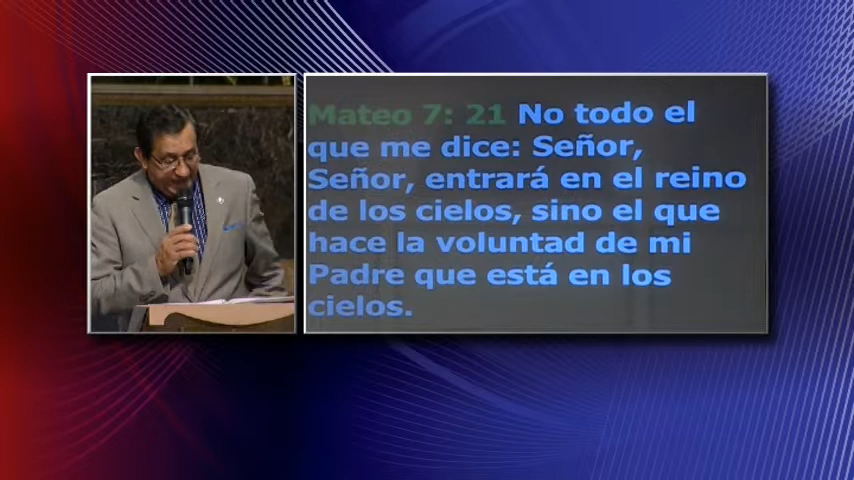 Mateo 7: 21 No todo el
que me dice: Señor,
Señor, entrará en el reino
de los cielos, sino el que
hace la voluntad de mi
Padre que está en los
cielos.